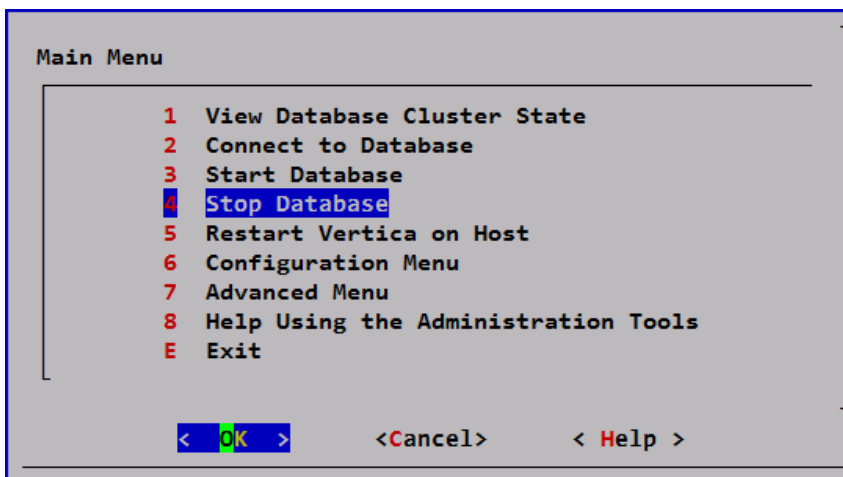 Main Menu
1 View Database Cluster State
2 Connect to Database
3 Start Database
4 Stop Database
5 Restart Vertica on Host
6 Configuration Menu
7 Advanced Menu
8 Help Using the Administration Tools
E Exit
< OK > <Cancel> < Help >